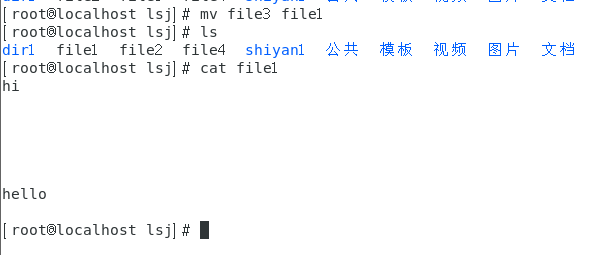 [root@localhost lsj]# mv file3 file1
[root@localhost lsj]# ls
dir1  file1  file2  file4  shiyan1  公共  模板  视频  图片  文档
[root@localhost lsj]# cat file1
hi
hello
[root@localhost lsj]#